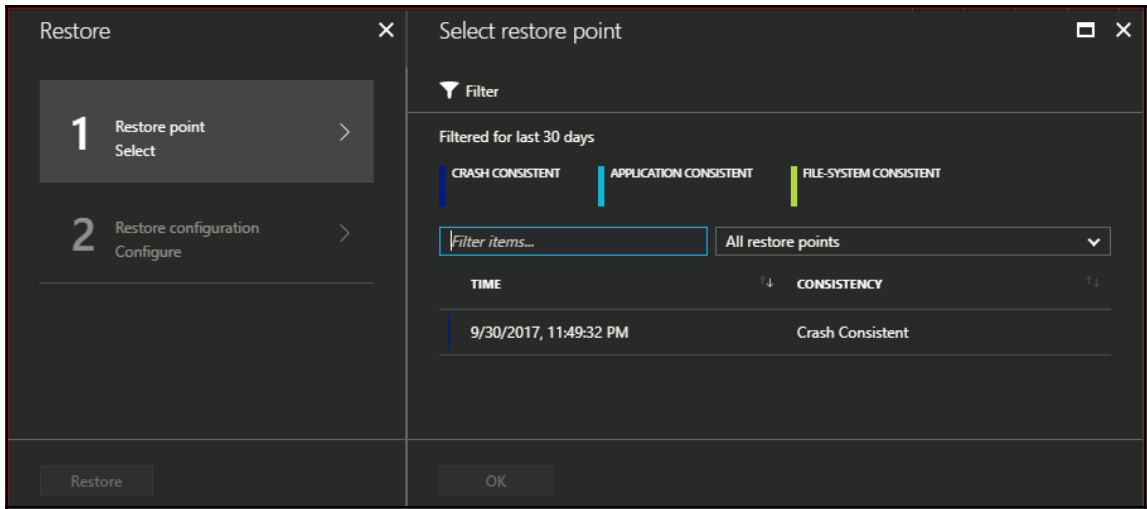 Restore
1
Restore point
Select
2
Restore configuration
Configure
Restore
Select restore point
Filter
Filtered for last 30 days
CRASH CONSISTENT APPLICATION CONSISTENT FILE-SYSTEM CONSISTENT
Filter items... All restore points
TIME CONSISTENCY
9/30/2017, 11:49:32 PM Crash Consistent
OK